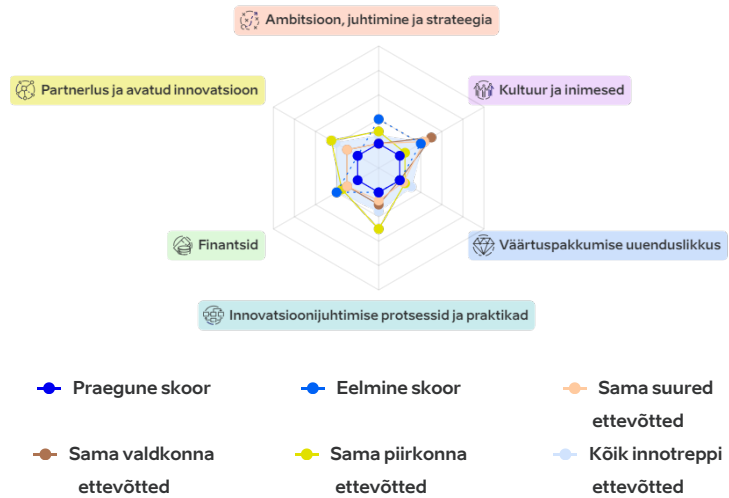 Ambitsioon, juhtimine ja strateegia
Partnerlus ja avatud innovatsioon
Kultuur ja inimesed
Finantsid
Väärtuspakkumise uuenduslikkus
Innovatsioonijuhtimise protsessid ja praktikad
Praegune skoor
Eelmine skoor
Sama suured
ettevõtted
Sama valdkonna
ettevõtted
Sama piirkonna
ettevõtted
Kõik innotreppi
ettevõtted